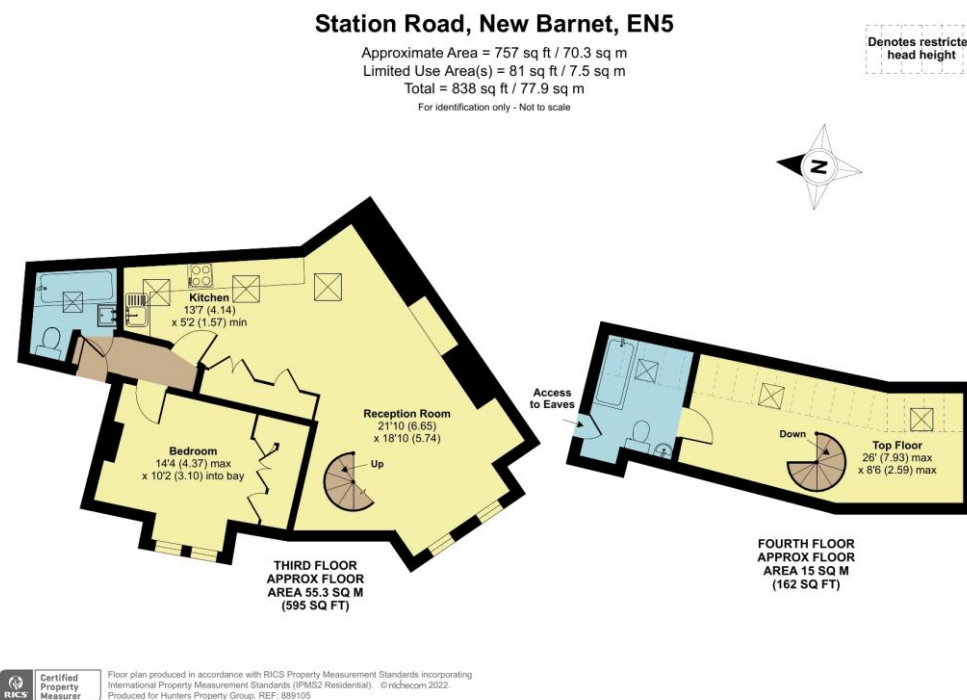 Station Road, New Barnet, EN5
Approximate Area = 757 sq ft / 70.3 sq m
Limited Use Area(s) = 81 sq ft / 7.5 sq m
Total = 838 sq ft / 77.9 sq m
For identification only - Not to scale
Denotes restricte
head height
N
Kitchen
13'7 (4.14)
x 5'2 (1.57) min
Reception Room
21'10 (6.65)
x 18'10 (5.74)
Up
Bedroom
14'4 (4.37) max
x 10'2 (3.10) into bay
THIRD FLOOR
APPROX FLOOR
AREA 55.3 SQ M
(595 SQ FT)
Access
to Eaves
Down
Top Floor
26' (7.93) max
x 8'6 (2.59) max
FOURTH FLOOR
APPROX FLOOR
AREA 15 SQ M
(162 SQ FT)
RICS
Certified
Property
Measurer
Floor plan produced in accordance with RICS Property Measurement Standards incorporating
International Property Measurement Standards (IPMS2 Residential). © nichecom 2022.
Produced for Hunters Property Group. REF: 889105